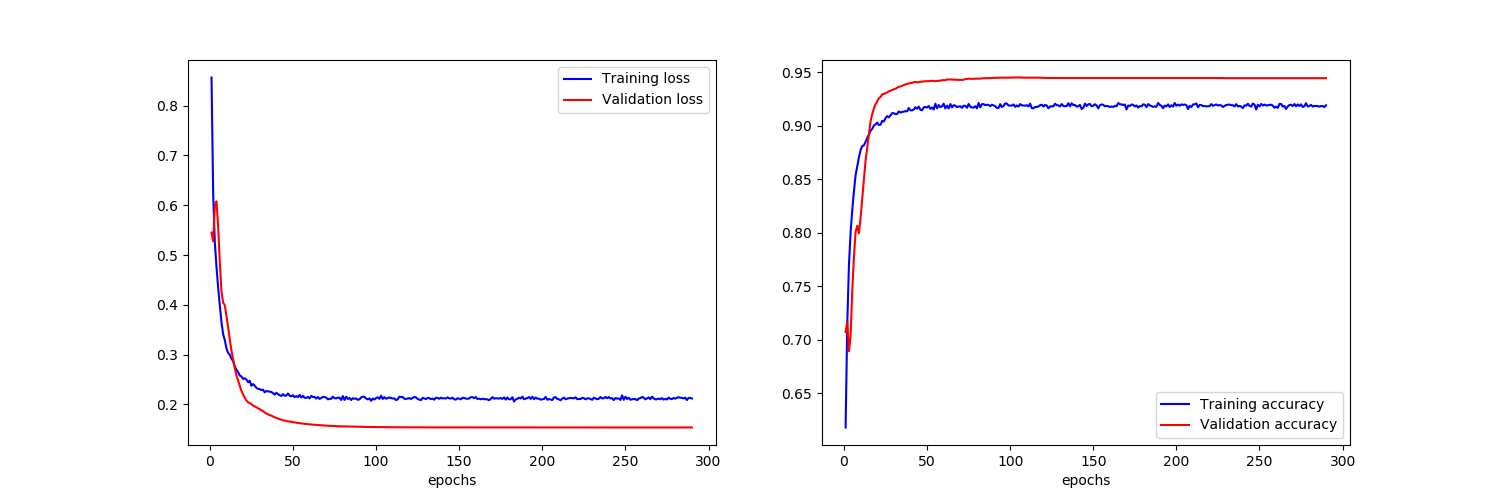 Training loss
Validation loss
0.8
0.7
0.6
0.5
0.4
0.3
0.2
0 50 100 150 200 250 300
epochs
0.95
0.90
0.85
0.80
0.75
0.70
0.65
Training accuracy
Validation accuracy
0 50 100 150 200 250 300
epochs